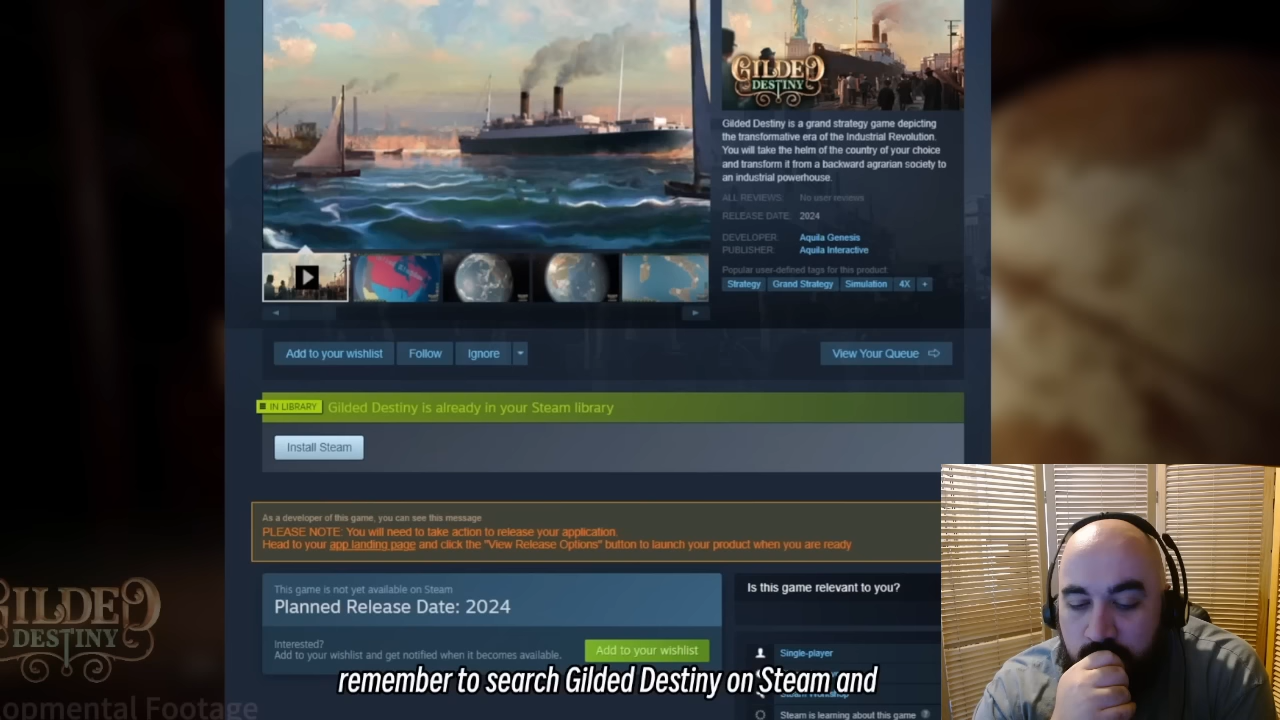 GILDED
DESTINY
Gilded Destiny is a grand strategy game depicting
the transformative era of the Industrial Revolution.
You will take the helm of the country of your choice
and transform it from a backward agrarian society to
an industrial powerhouse.
ALL REVIEWS: No user reviews
RELEASE DATE: 2024
DEVELOPER: Aquila Genesis
PUBLISHER: Aquila Interactive
Popular user-defined tags for this product:
Strategy Grand Strategy Simulation 4X +
Add to your wishlist Follow Ignore
View Your Queue
IN LIBRARY Gilded Destiny is already in your Steam library
Install Steam
As a developer of this game, you can see this message
PLEASE NOTE: You will need to take action to release your application.
Head to your app landing page and click the "View Release Options" button to launch your product when you are ready
This game is not yet available on Steam
Planned Release Date: 2024
Is this game relevant to you?
Interested?
Add to your wishlist and get notified when it becomes available.
Add to your wishlist
Single-player
Steam Workshop
Steam is learning about this game
remember to search Gilded Destiny on Steam and
GILDED
DESTINY
opmental Footage